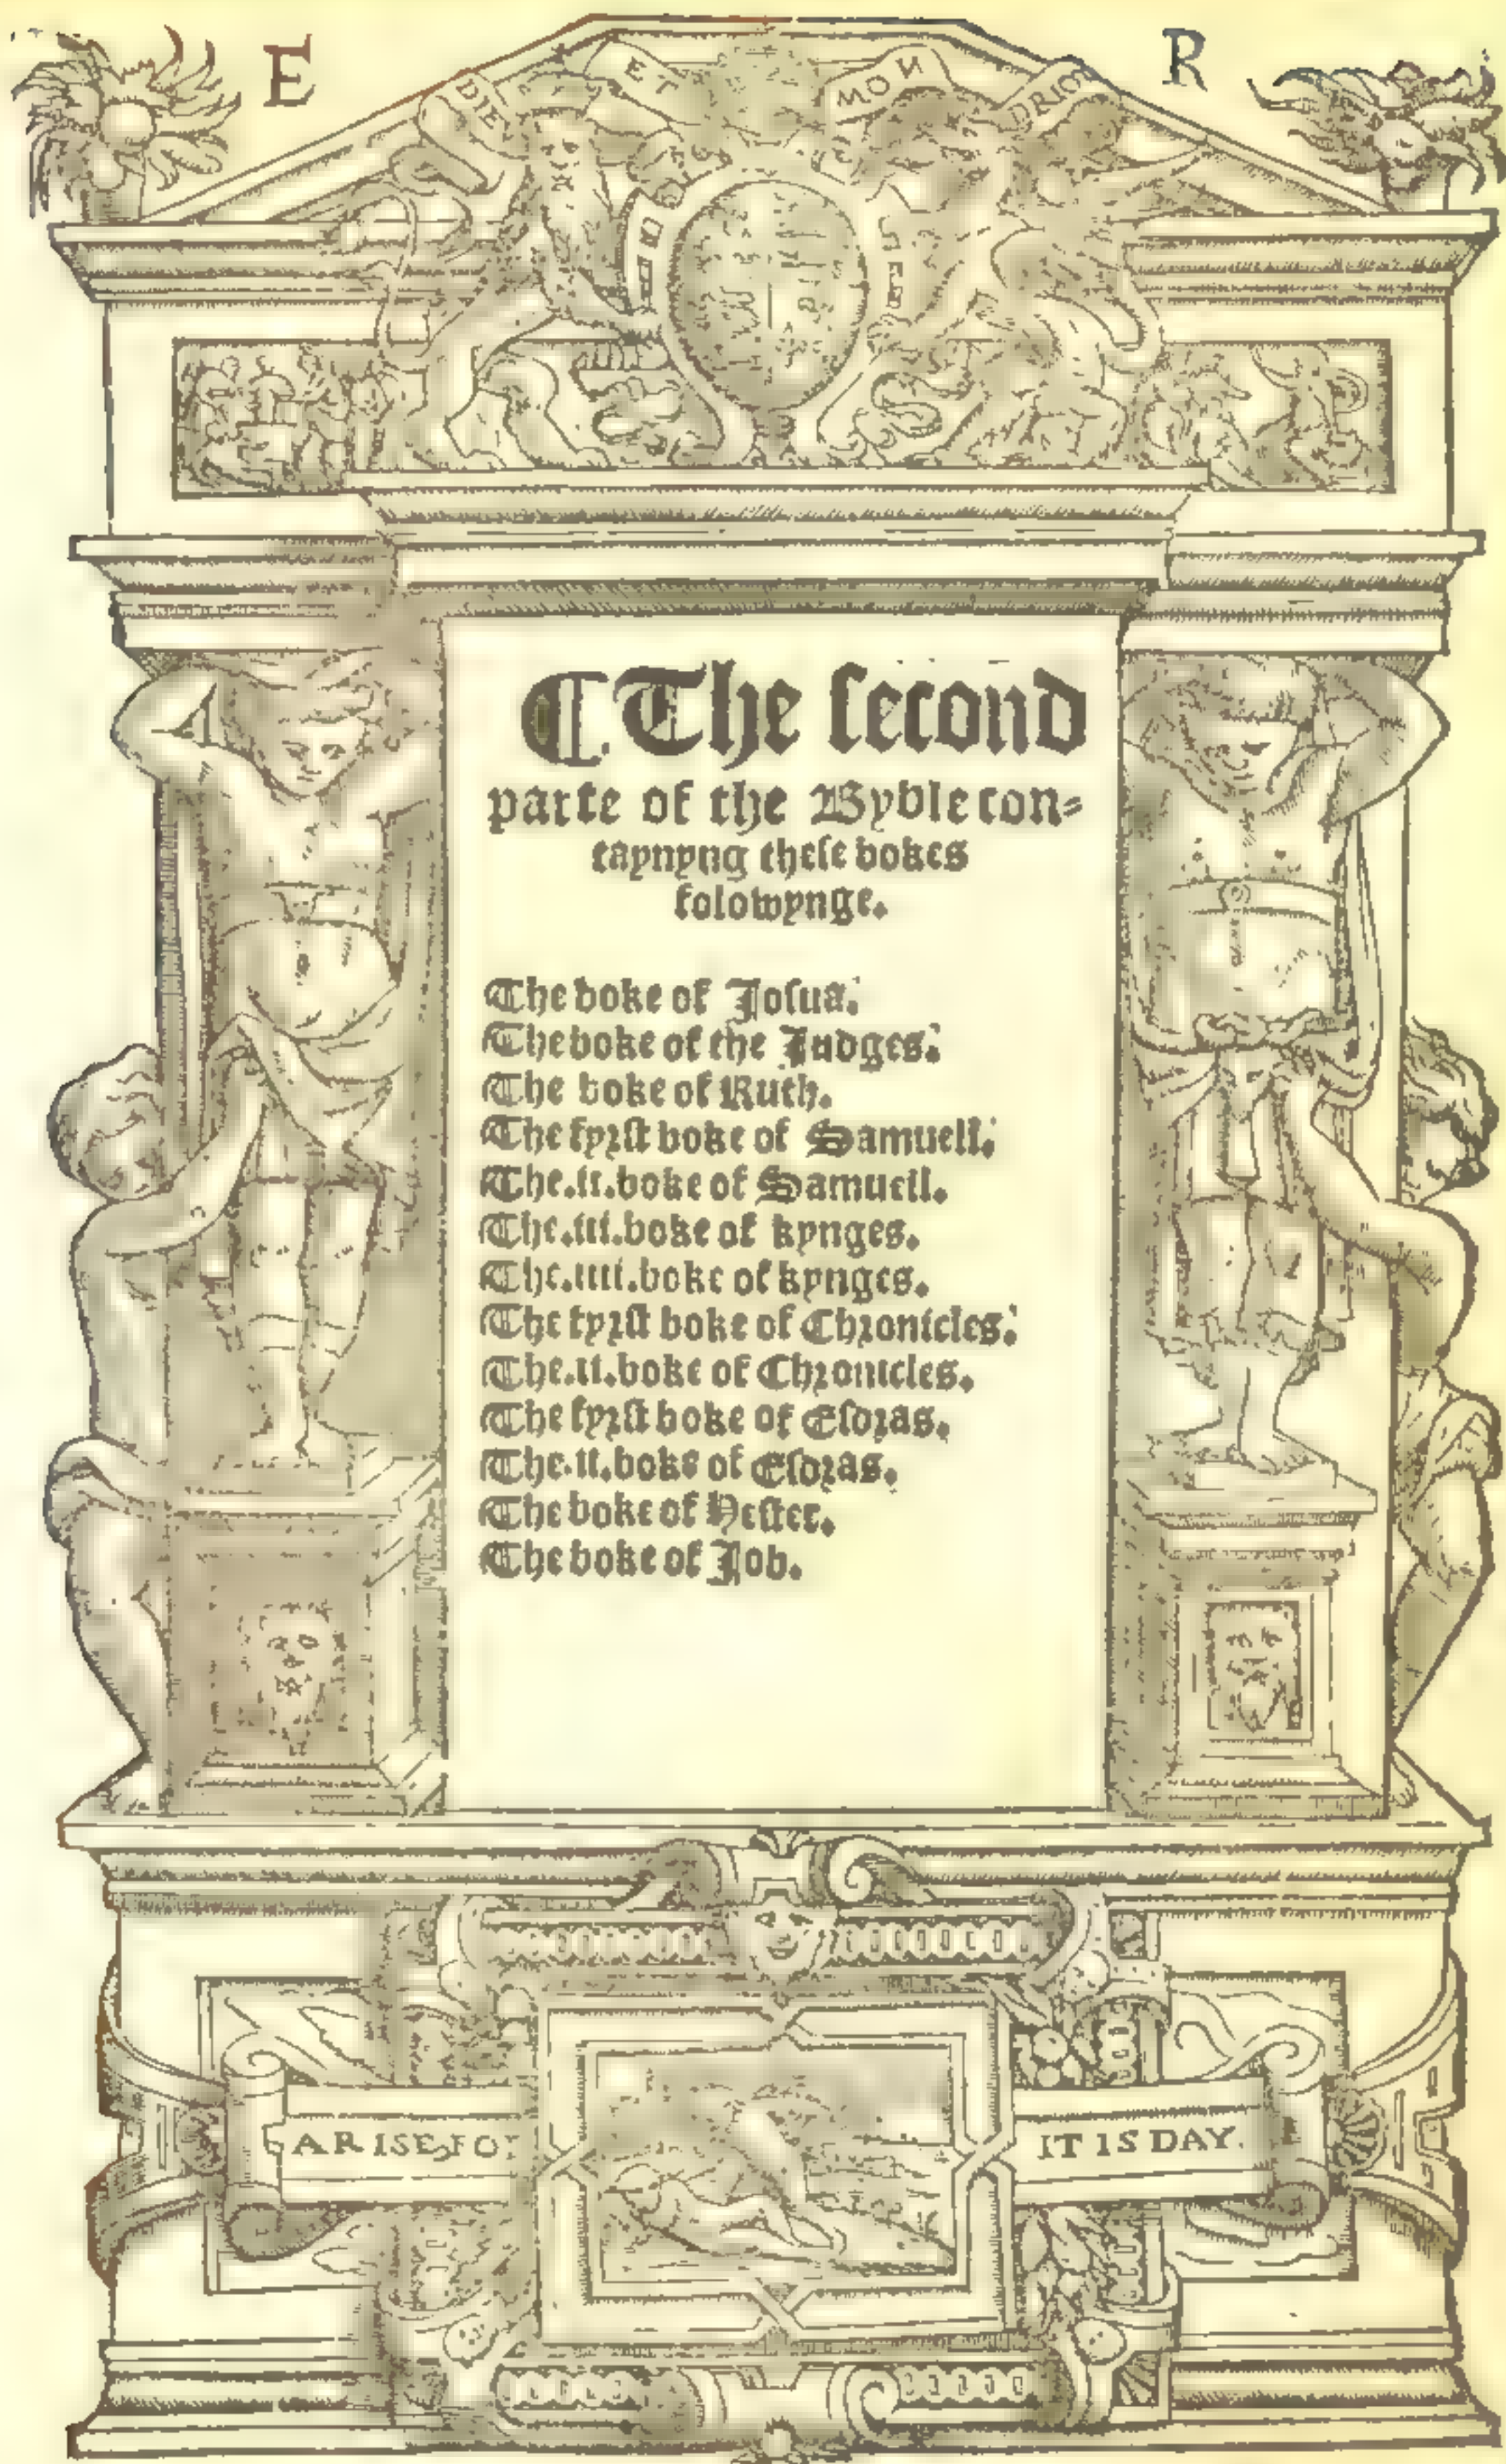 E R
DIEV ET MON DRIOT
¶ The second
parte of the Byble con-
taynyng these bokes
folowynge.
The boke of Josua.
The boke of the Judges.
The boke of Ruth.
The fyrst boke of Samuell.
The.ii.boke of Samuell.
The.iii.boke of kynges.
The.iiii.boke of kynges.
The fyrst boke of Chronicles.
The.ii.boke of Chronicles.
The fyrst boke of Esdras.
The.ii.boke of Esdras.
The boke of Hester.
The boke of Job.
ARISE, FOR IT IS DAY.